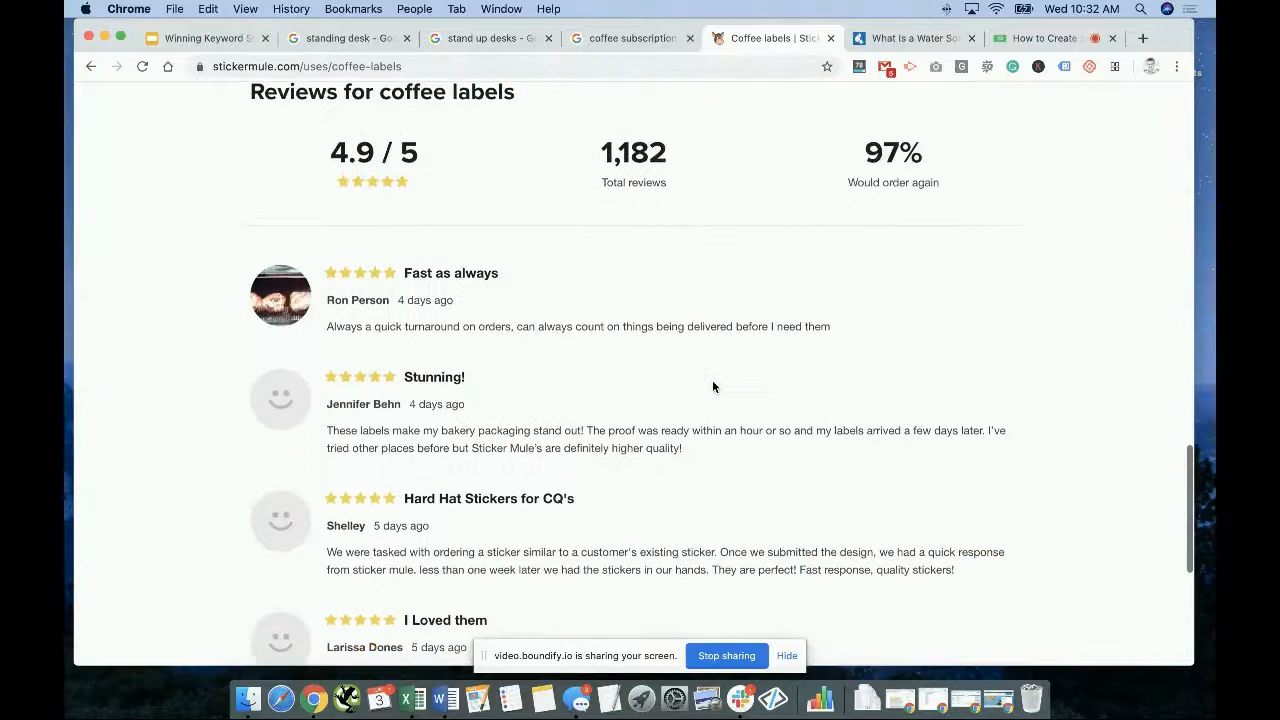 Chrome File Edit View History Bookmarks People Tab Window Help Wed 10:32 AM
Winning Keyword S standing desk - Go stand up desk - Go coffee subscription Coffee labels | Stick What Is a Water So How to Create
stickermule.com/uses/coffee-labels
Reviews for coffee labels
4.9 / 5 1,182 97%
Total reviews Would order again
Fast as always
Ron Person 4 days ago
Always a quick turnaround on orders, can always count on things being delivered before I need them
Stunning!
Jennifer Behn 4 days ago
These labels make my bakery packaging stand out! The proof was ready within an hour or so and my labels arrived a few days later. I've
tried other places before but Sticker Mule's are definitely higher quality!
Hard Hat Stickers for CQ's
Shelley 5 days ago
We were tasked with ordering a sticker similar to a customer's existing sticker. Once we submitted the design, we had a quick response
from sticker mule. less than one week later we had the stickers in our hands. They are perfect! Fast response, quality stickers!
I Loved them
Larissa Dones 5 days ago
video.boundify.io is sharing your screen. Stop sharing Hide